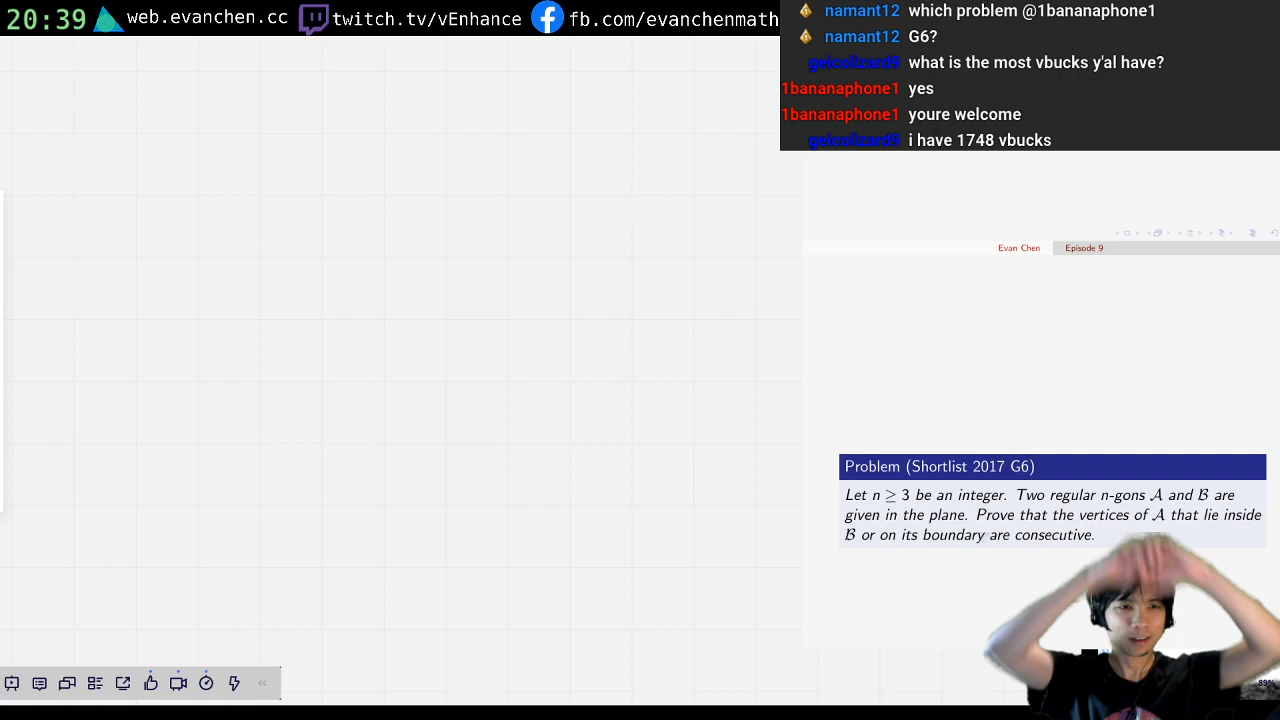 20:39 web.evanchen.cc twitch.tv/vEnhance fb.com/evanchenmath
namant12 which problem @1bananaphone1
namant12 G6?
geicolizard9 what is the most vbucks y'al have?
1bananaphone1 yes
1bananaphone1 youre welcome
geicolizard9 i have 1748 vbucks
Evan Chen Episode 9
Problem (Shortlist 2017 G6)
Let n ≥ 3 be an integer. Two regular n-gons 𝒜 and ℬ are
given in the plane. Prove that the vertices of 𝒜 that lie inside
ℬ or on its boundary are consecutive.
89%